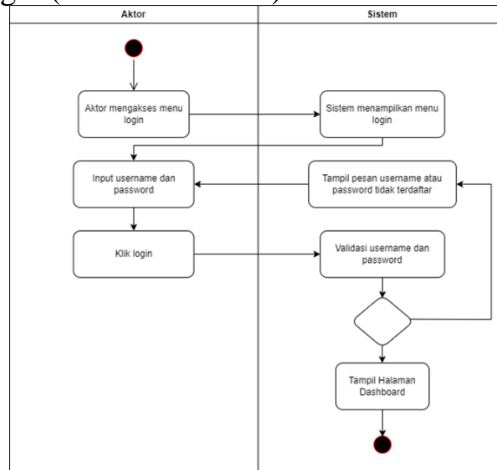 Aktor
Sistem
Aktor mengakses menu
login
Sistem menampilkan menu
login
Input username dan
password
Tampil pesan username atau
password tidak terdaftar
Klik login
Validasi username dan
password
Tampil Halaman
Dashboard